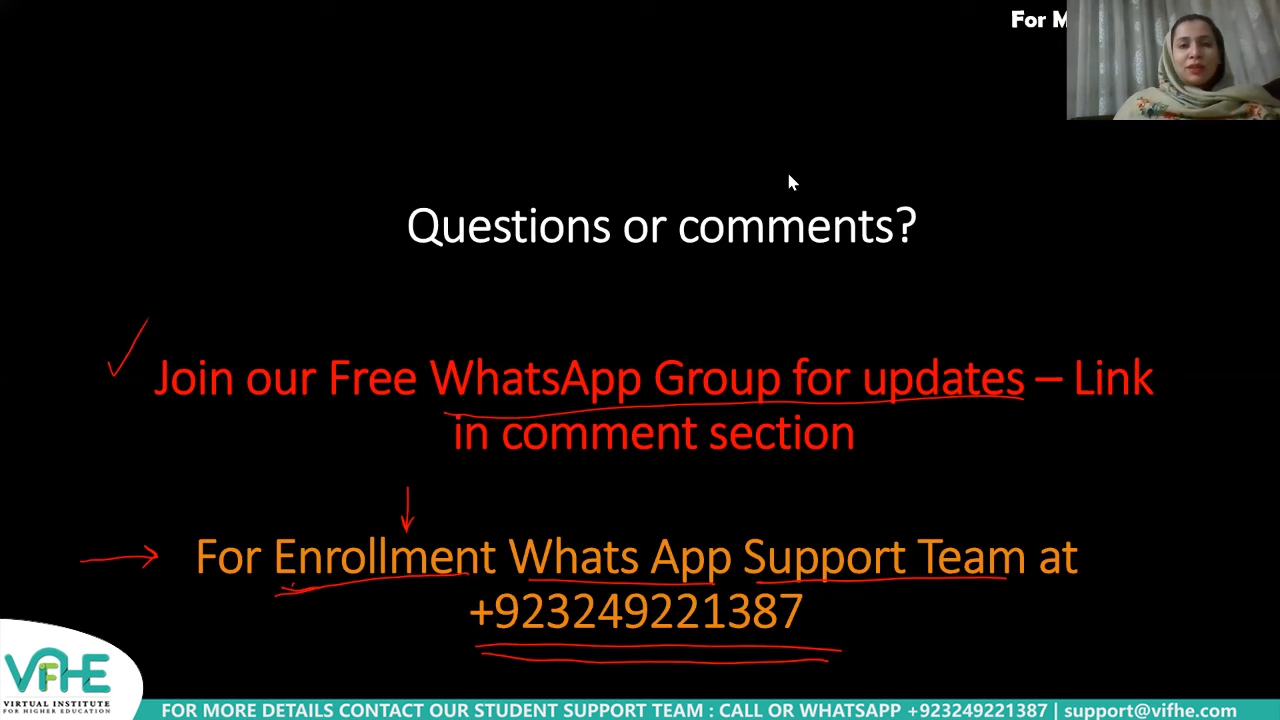 For M
Questions or comments?
Join our Free WhatsApp Group for updates – Link
in comment section
For Enrollment Whats App Support Team at
+923249221387
VIFHE
VIRTUAL INSTITUTE
FOR HIGHER EDUCATION
FOR MORE DETAILS CONTACT OUR STUDENT SUPPORT TEAM : CALL OR WHATSAPP +923249221387 | support@vifhe.com